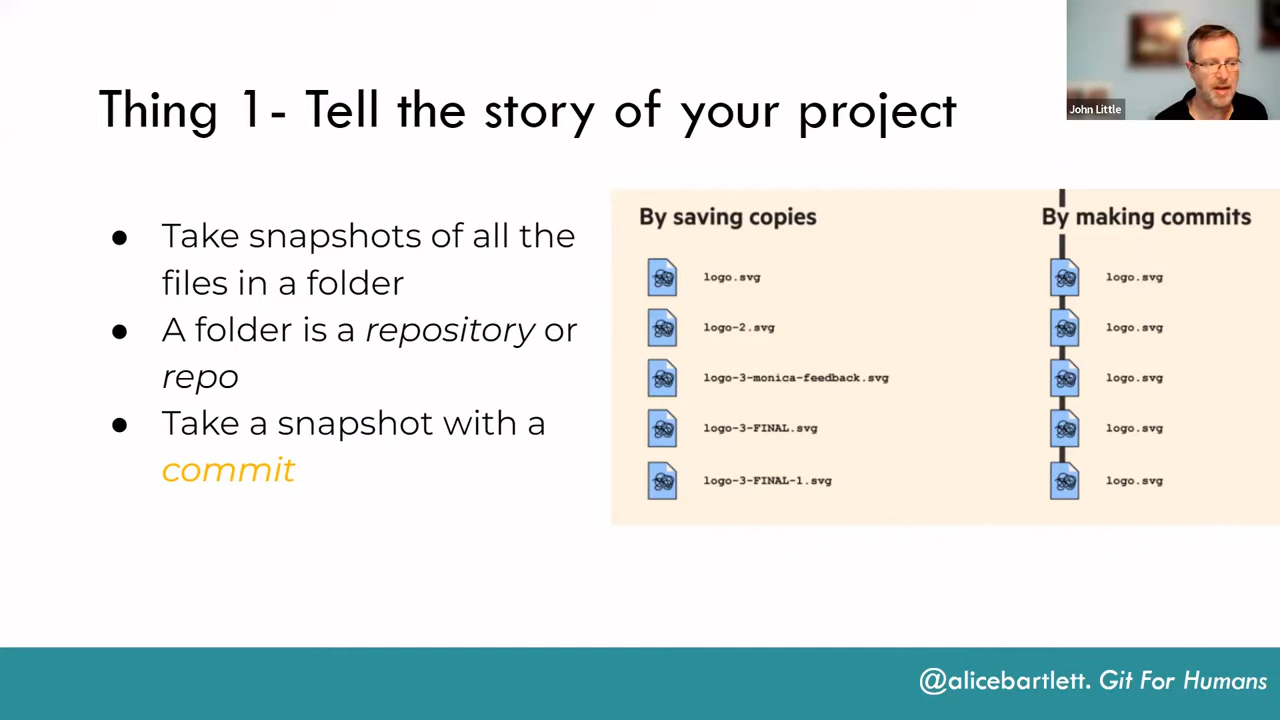 Thing 1- Tell the story of your project
John Little
● Take snapshots of all the
files in a folder
● A folder is a repository or
repo
● Take a snapshot with a
commit
By saving copies
logo.svg
logo-2.svg
logo-3-monica-feedback.svg
logo-3-FINAL.svg
logo-3-FINAL-1.svg
By making commits
logo.svg
logo.svg
logo.svg
logo.svg
logo.svg
@alicebartlett. Git For Humans